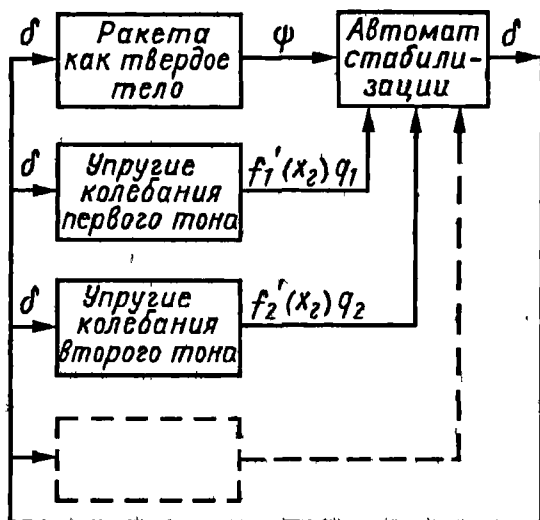 δ
Ракета
как твердое
тело
ψ
Автомат
стабили-
зации
δ
δ
Упругие
колебания
первого тона
f₁'(x₂)q₁
δ
Упругие
колебания
второго тона
f₂'(x₂)q₂